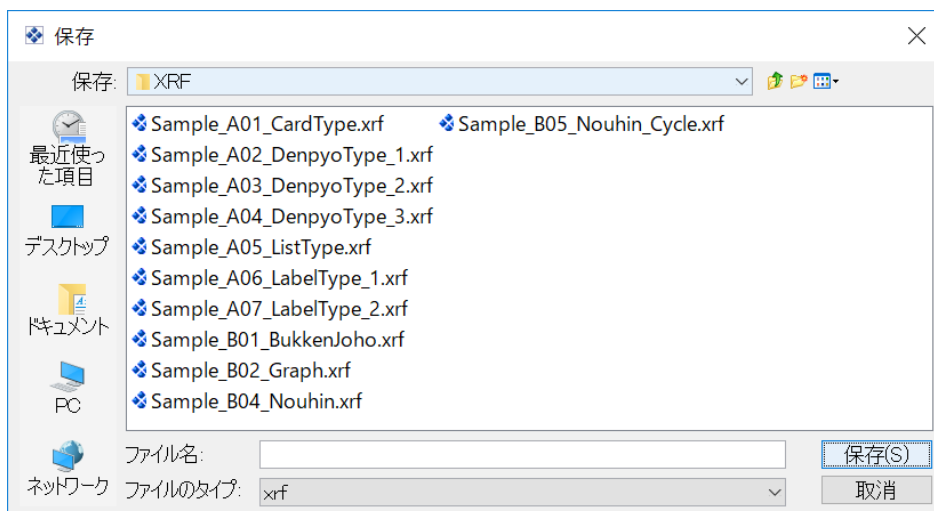 保存
保存: XRF
最近使っ
た項目
デスクトップ
ドキュメント
PC
ネットワーク
Sample_A01_CardType.xrf
Sample_A02_DenpyoType_1.xrf
Sample_A03_DenpyoType_2.xrf
Sample_A04_DenpyoType_3.xrf
Sample_A05_ListType.xrf
Sample_A06_LabelType_1.xrf
Sample_A07_LabelType_2.xrf
Sample_B01_BukkenJoho.xrf
Sample_B02_Graph.xrf
Sample_B04_Nouhin.xrf
Sample_B05_Nouhin_Cycle.xrf
ファイル名:
保存(S)
ファイルのタイプ: xrf
取消